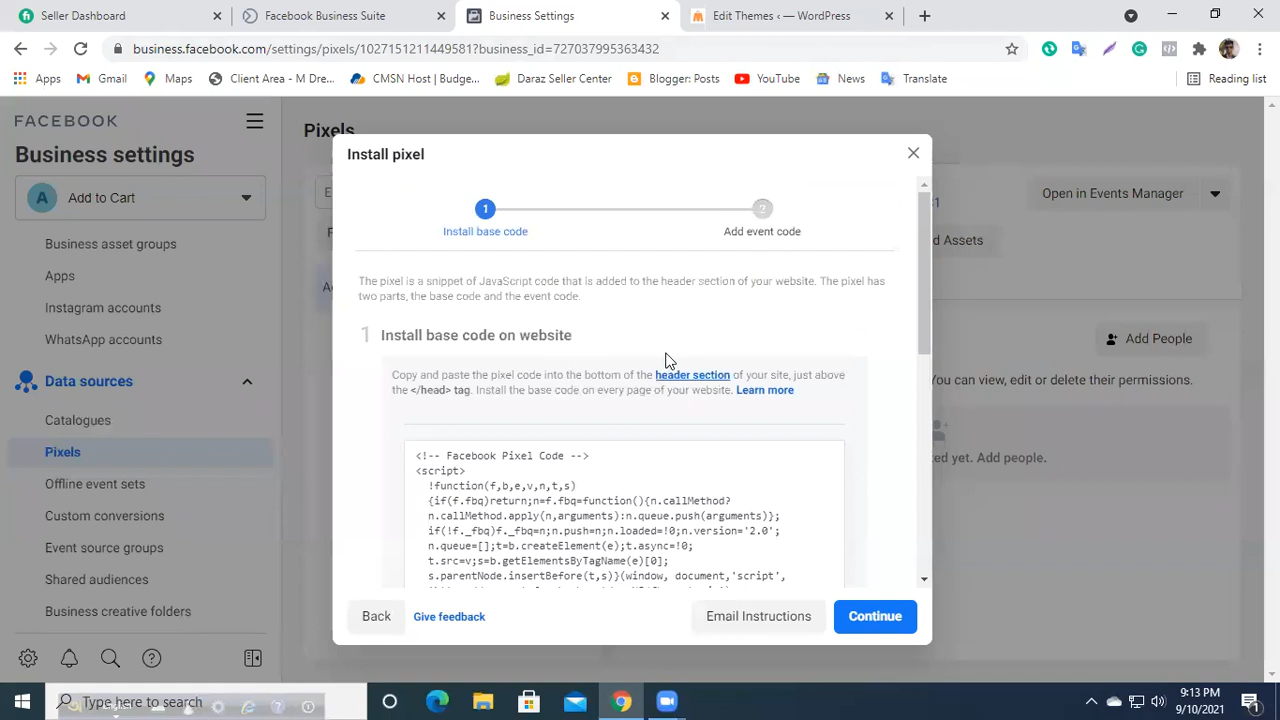 Seller Dashboard
Facebook Business Suite
Business Settings
Edit Themes ‹ — WordPress
business.facebook.com/settings/pixels/1027151211449581?business_id=727037995363432
Apps
Gmail
Maps
Client Area - M Dre...
CMSN Host | Budge...
Daraz Seller Center
Blogger: Posts
YouTube
News
Translate
Reading list
FACEBOOK
Business settings
A
Add to Cart
Business asset groups
Apps
Instagram accounts
WhatsApp accounts
Data sources
Catalogues
Pixels
Offline event sets
Custom conversions
Event source groups
Shared audiences
Business creative folders
Pixels
Open in Events Manager
d Assets
Add People
You can view, edit or delete their permissions.
ed yet. Add people.
Install pixel
1
2
Install base code
Add event code
The pixel is a snippet of JavaScript code that is added to the header section of your website. The pixel has
two parts, the base code and the event code.
1 Install base code on website
Copy and paste the pixel code into the bottom of the header section of your site, just above
the </head> tag. Install the base code on every page of your website. Learn more
<!-- Facebook Pixel Code -->
<script>
!function(f,b,e,v,n,t,s)
{if(f.fbq)return;n=f.fbq=function(){n.callMethod?
n.callMethod.apply(n,arguments):n.queue.push(arguments)};
if(!f._fbq)f._fbq=n;n.push=n;n.loaded=!0;n.version='2.0';
n.queue=[];t=b.createElement(e);t.async=!0;
t.src=v;s=b.getElementsByTagName(e)[0];
s.parentNode.insertBefore(t,s)}(window, document,'script',
Back
Give feedback
Email Instructions
Continue
Type here to search
9:13 PM
9/10/2021